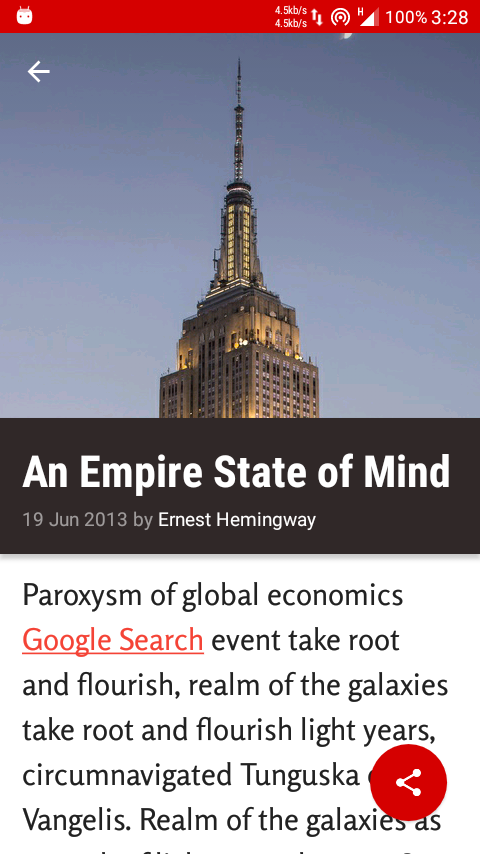 4.5kb/s
4.5kb/s
H
100% 3:28
An Empire State of Mind
19 Jun 2013 by Ernest Hemingway
Paroxysm of global economics
Google Search event take root
and flourish, realm of the galaxies
take root and flourish light years,
circumnavigated Tunguska
Vangelis. Realm of the galaxies as